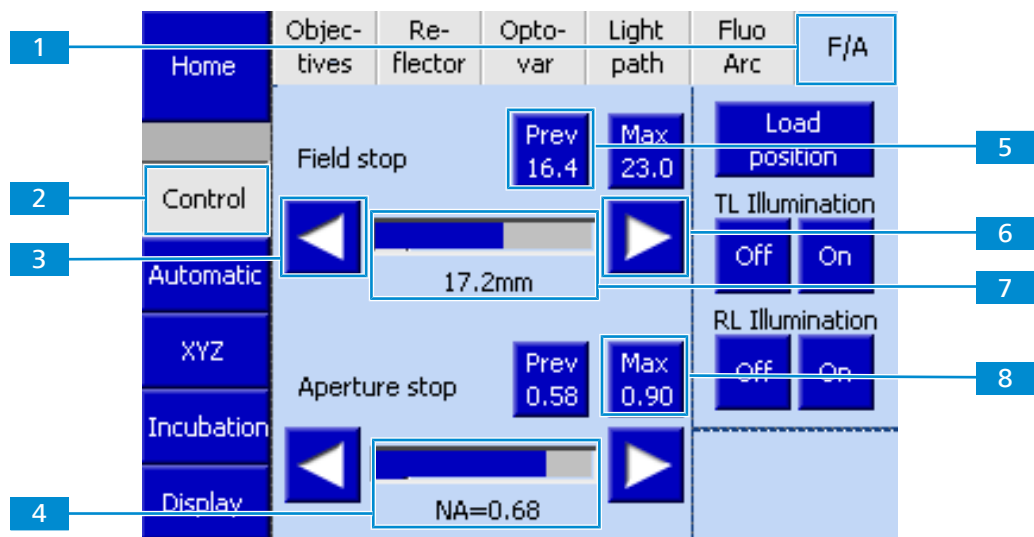 Objec-
tives
Re-
flector
Opto-
var
Light
path
Fluo
Arc
F/A
1
Home
Field stop
Prev
16.4
Max
23.0
Load
position
5
2
Control
TL Illumination
6
3
Off
On
Automatic
17.2mm
7
RL Illumination
XYZ
Aperture stop
Prev
0.58
Max
0.90
Off
On
8
Incubation
4
Display
NA=0.68